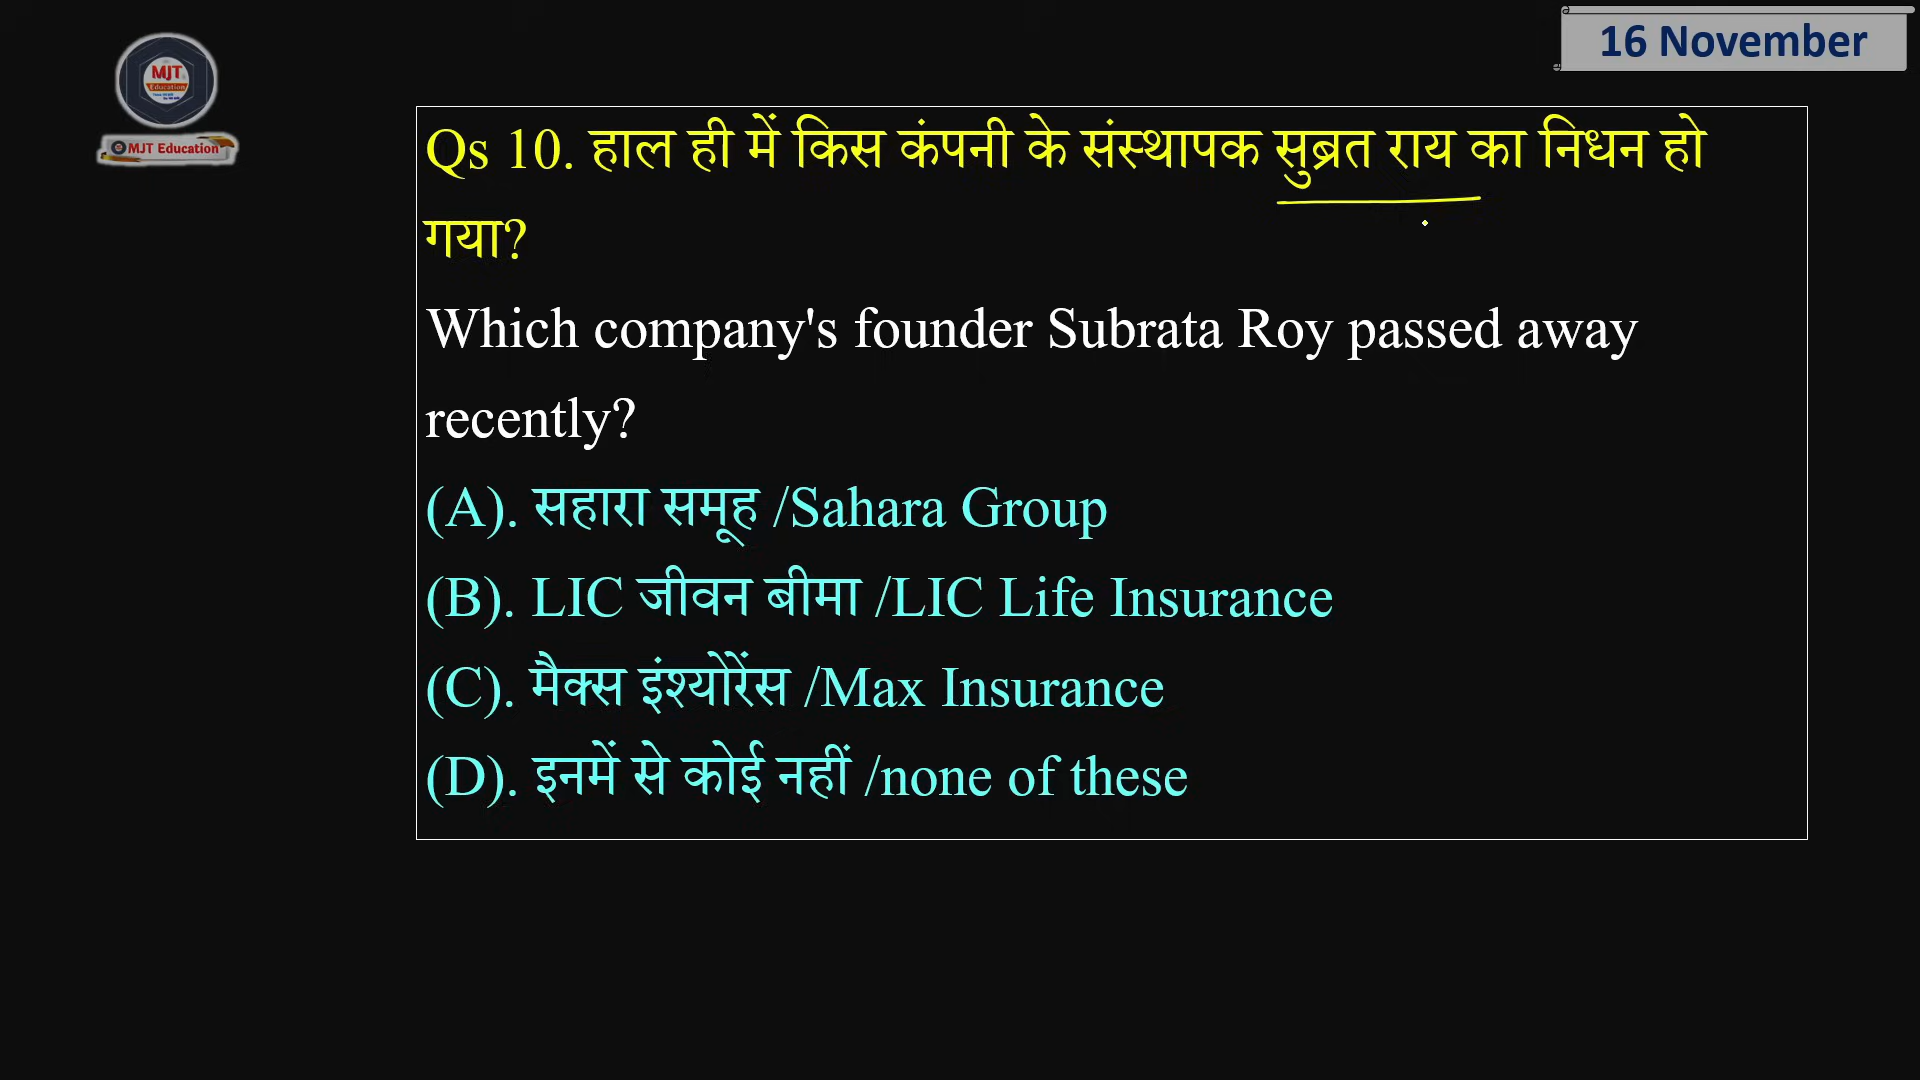 16 November
MJT
Education
MJT Education
Qs 10. हाल ही में किस कंपनी के संस्थापक सुब्रत राय का निधन हो
गया?
Which company's founder Subrata Roy passed away
recently?
(A). सहारा समूह /Sahara Group
(B). LIC जीवन बीमा /LIC Life Insurance
(C). मैक्स इंश्योरेंस /Max Insurance
(D). इनमें से कोई नहीं /none of these